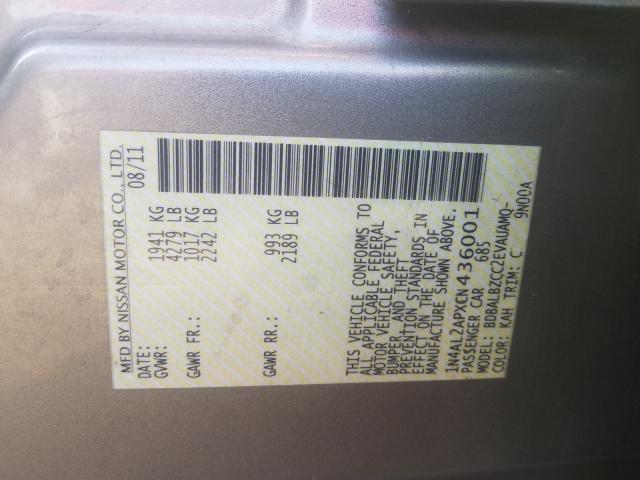 MFD BY NISSAN MOTOR CO., LTD.
DATE: 08/11
GVWR: 1941 KG
4279 LB
GAWR FR.: 1017 KG
2242 LB
GAWR RR.: 993 KG
2189 LB
THIS VEHICLE CONFORMS TO
ALL APPLICABLE FEDERAL
MOTOR VEHICLE SAFETY,
BUMPER, AND THEFT
PREVENTION STANDARDS IN
EFFECT ON THE DATE OF
MANUFACTURE SHOWN ABOVE.
1N4AL2APXCN436001
PASSENGER CAR 685
MODEL: BDBALBZCC2EVAUAMQ-
COLOR: KAH TRIM: C 9N00A